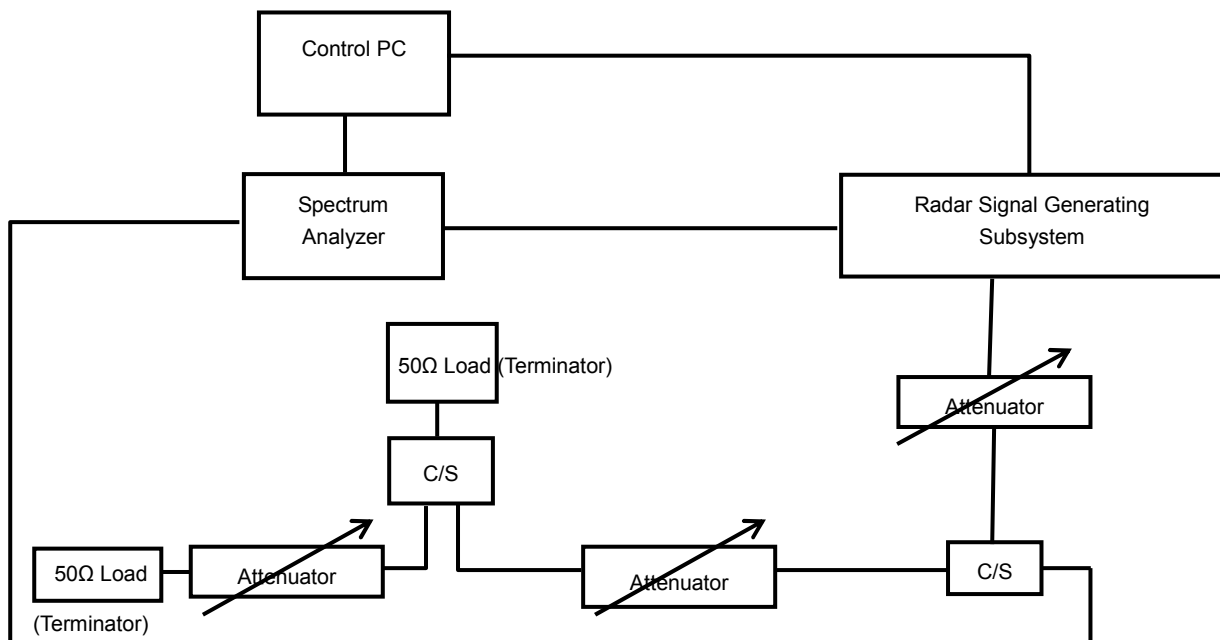 Control PC
Spectrum
Analyzer
Radar Signal Generating
Subsystem
50Ω Load (Terminator)
Attenuator
C/S
50Ω Load
(Terminator)
Attenuator
Attenuator
C/S